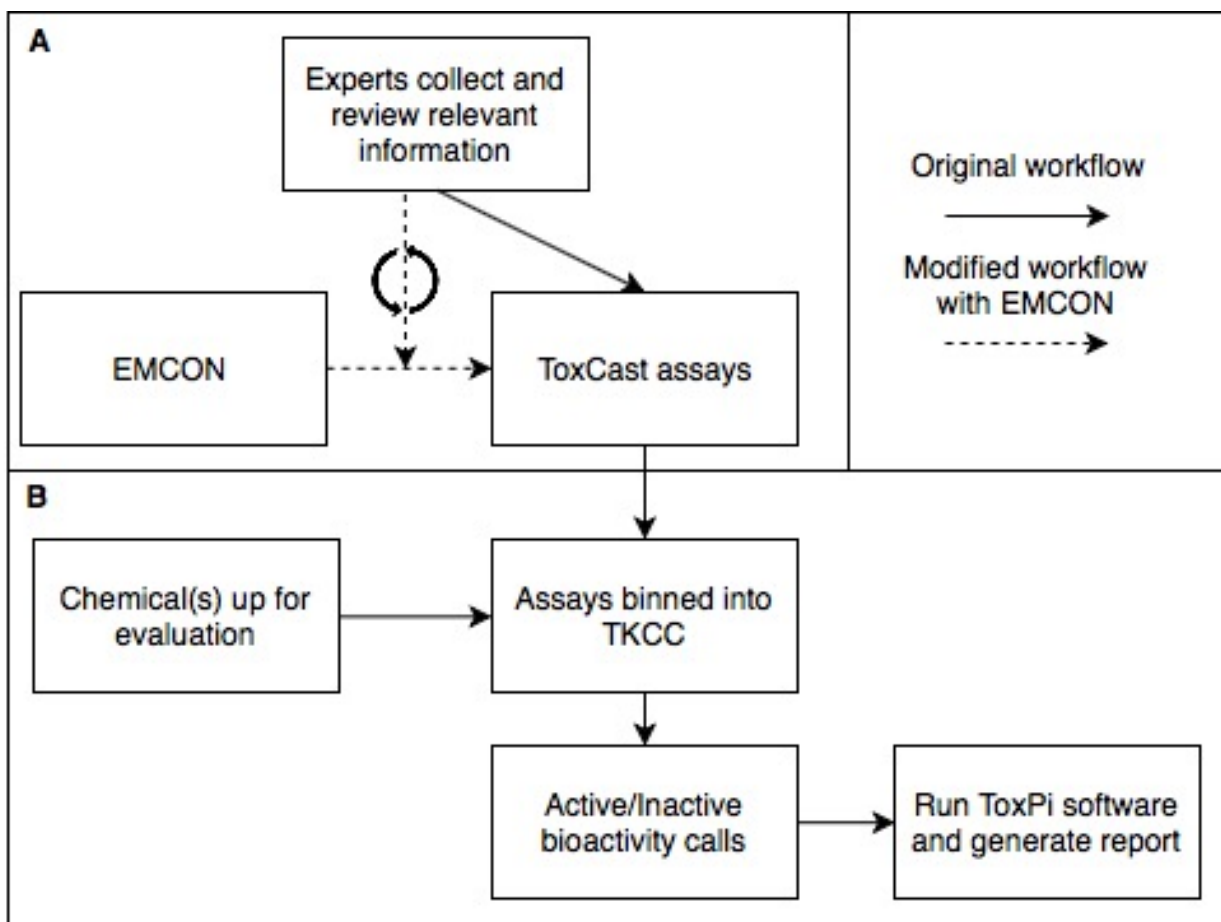 A
Experts collect and
review relevant
information
Original workflow
Modified workflow
with EMCON
EMCON
ToxCast assays
B
Chemical(s) up for
evaluation
Assays binned into
TKCC
Active/Inactive
bioactivity calls
Run ToxPi software
and generate report